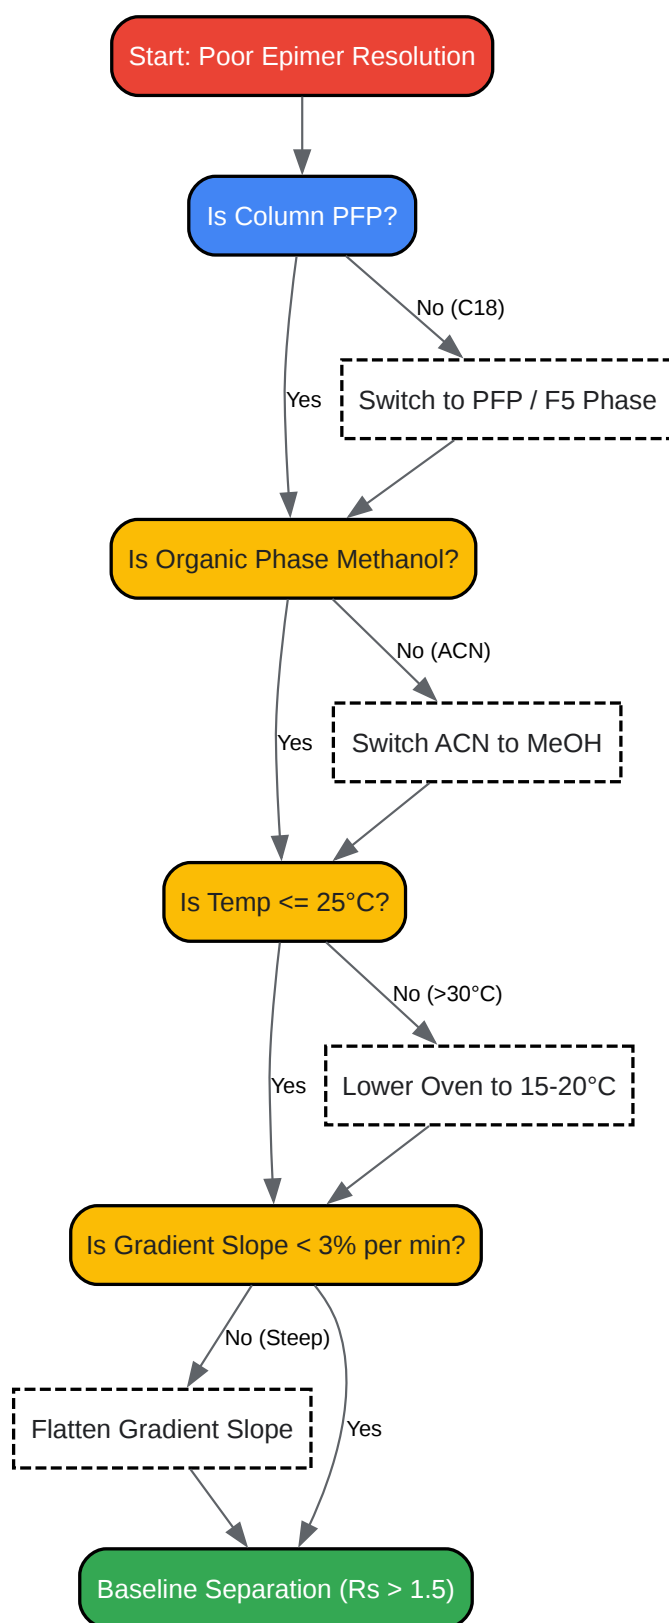 Start: Poor Epimer Resolution
Is Column PFP?
No (C18)
Yes
Switch to PFP / F5 Phase
Is Organic Phase Methanol?
No (ACN)
Yes
Switch ACN to MeOH
Is Temp <= 25°C?
No (>30°C)
Yes
Lower Oven to 15-20°C
Is Gradient Slope < 3% per min?
No (Steep)
Flatten Gradient Slope
Yes
Baseline Separation (Rs > 1.5)